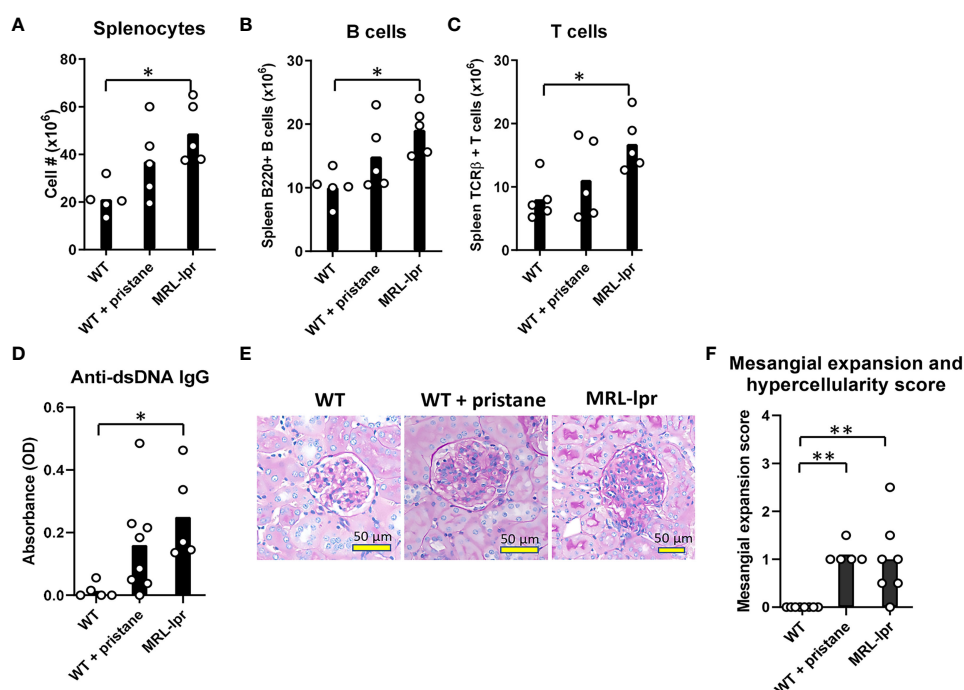 A
Splenocytes
Cell # (x10⁶)
80
60
40
20
0
*
WT
WT + pristane
MRL-lpr
B
B cells
Spleen B220+ B cells (x10⁶)
30
20
10
0
*
WT
WT + pristane
MRL-lpr
C
T cells
Spleen TCRβ + T cells (x10⁶)
30
20
10
0
*
WT
WT + pristane
MRL-lpr
D
Anti-dsDNA IgG
Absorbance (OD)
0.6
0.4
0.2
0.0
*
WT
WT + pristane
MRL-lpr
E
WT
WT + pristane
MRL-lpr
50 µm
50 µm
50 µm
F
Mesangial expansion and
hypercellularity score
Mesangial expansion score
4
3
2
1
0
**
**
WT
WT + pristane
MRL-lpr